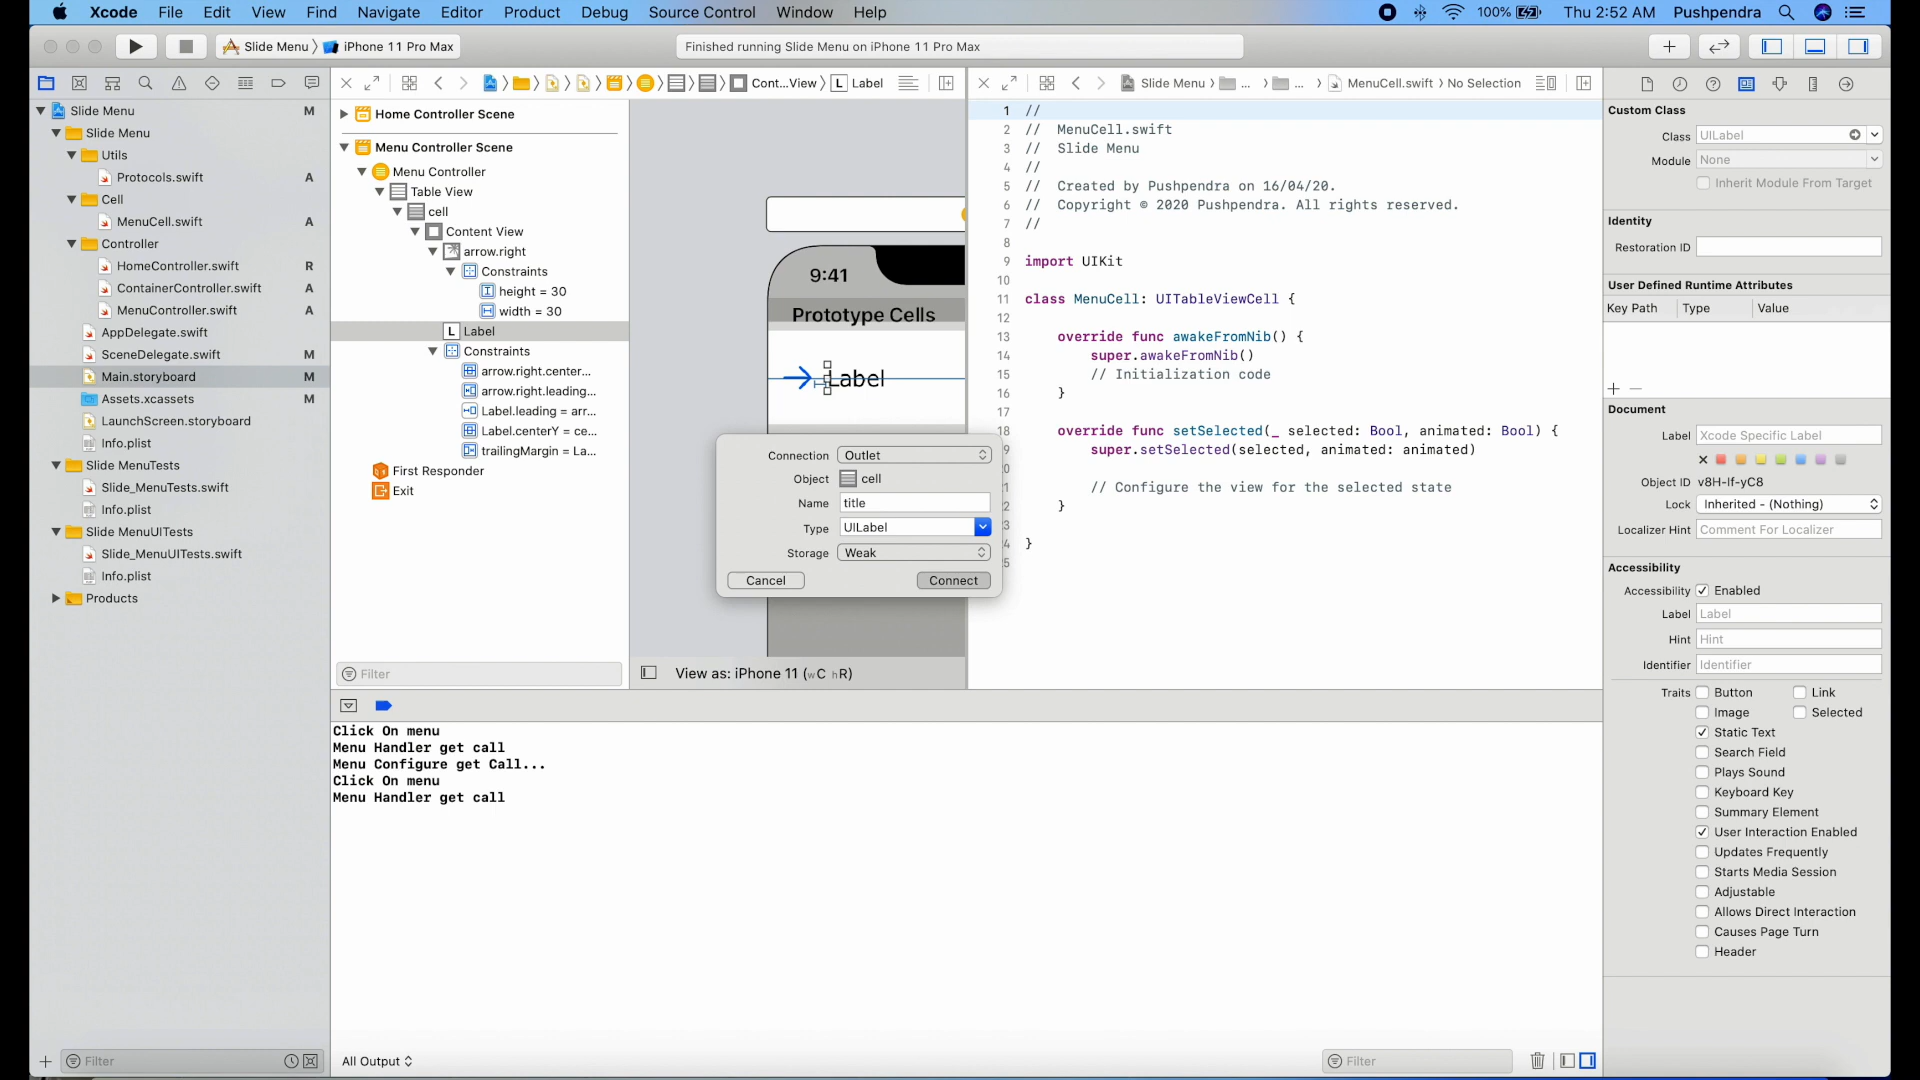 Xcode File Edit View Find Navigate Editor Product Debug Source Control Window Help
100% Thu 2:52 AM Pushpendra
Slide Menu iPhone 11 Pro Max
Finished running Slide Menu on iPhone 11 Pro Max
Cont...View L Label
Slide Menu ... ... MenuCell.swift No Selection
Slide Menu M
Slide Menu
Utils
Protocols.swift A
Cell
MenuCell.swift A
Controller
HomeController.swift R
ContainerController.swift A
MenuController.swift A
AppDelegate.swift
SceneDelegate.swift M
Main.storyboard M
Assets.xcassets M
LaunchScreen.storyboard
Info.plist
Slide MenuTests
Slide_MenuTests.swift
Info.plist
Slide MenuUITests
Slide_MenuUITests.swift
Info.plist
Products
Filter
Home Controller Scene
Menu Controller Scene
Menu Controller
Table View
cell
Content View
arrow.right
Constraints
height = 30
width = 30
L Label
Constraints
arrow.right.center...
arrow.right.leading...
Label.leading = arr...
Label.centerY = ce...
trailingMargin = La...
First Responder
Exit
Filter
9:41
Prototype Cells
Label
View as: iPhone 11 (wC hR)
Connection Outlet
Object cell
Name title
Type UILabel
Storage Weak
Cancel Connect
1 //
2 // MenuCell.swift
3 // Slide Menu
4 //
5 // Created by Pushpendra on 16/04/20.
6 // Copyright © 2020 Pushpendra. All rights reserved.
7 //
8
9 import UIKit
10
11 class MenuCell: UITableViewCell {
12
13 override func awakeFromNib() {
14 super.awakeFromNib()
15 // Initialization code
16 }
17
18 override func setSelected(_ selected: Bool, animated: Bool) {
super.setSelected(selected, animated: animated)
// Configure the view for the selected state
}
}
Click On menu
Menu Handler get call
Menu Configure get Call...
Click On menu
Menu Handler get call
All Output
Filter
Custom Class
Class UILabel
Module None
Inherit Module From Target
Identity
Restoration ID
User Defined Runtime Attributes
Key Path Type Value
Document
Label Xcode Specific Label
Object ID v8H-lf-yC8
Lock Inherited - (Nothing)
Localizer Hint Comment For Localizer
Accessibility
Accessibility Enabled
Label Label
Hint Hint
Identifier Identifier
Traits Button Link
Image Selected
Static Text
Search Field
Plays Sound
Keyboard Key
Summary Element
User Interaction Enabled
Updates Frequently
Starts Media Session
Adjustable
Allows Direct Interaction
Causes Page Turn
Header